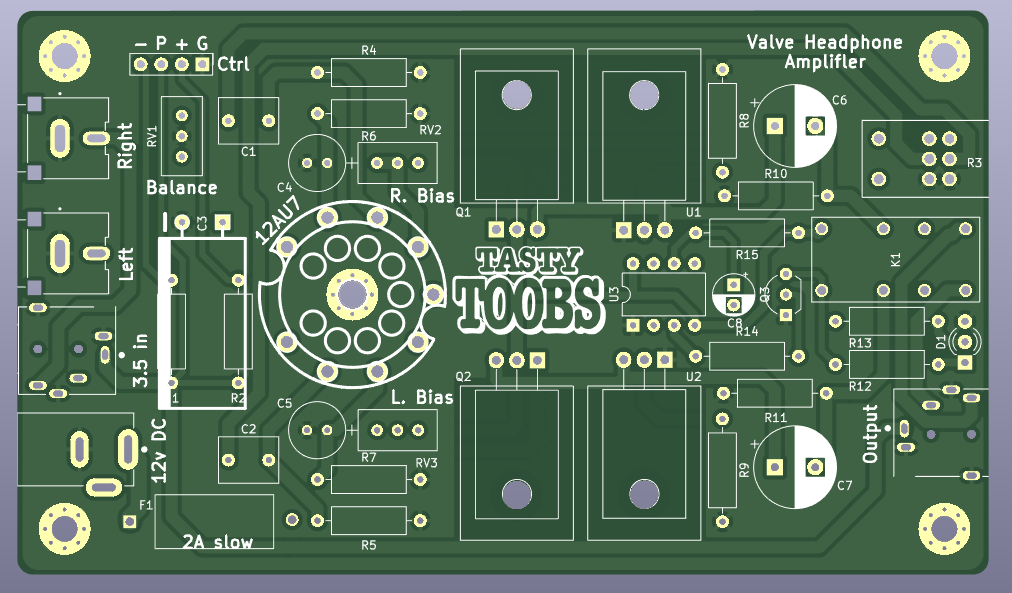 - P + G
Ctrl
R4
Valve Headphone
Amplifier
RV1
Right
C1
R6
RV2
R8
C6
R3
R10
Balance
C4
R. Bias
12AU7
C3
Q1
U1
R15
K1
Left
TASTY
TOOBS
U3
C8
Q3
R14
R13
D1
R12
3.5 in
1
R2
Q2
U2
L. Bias
C5
R11
Output
12v DC
C2
R7
RV3
R9
C7
F1
2A slow
R5